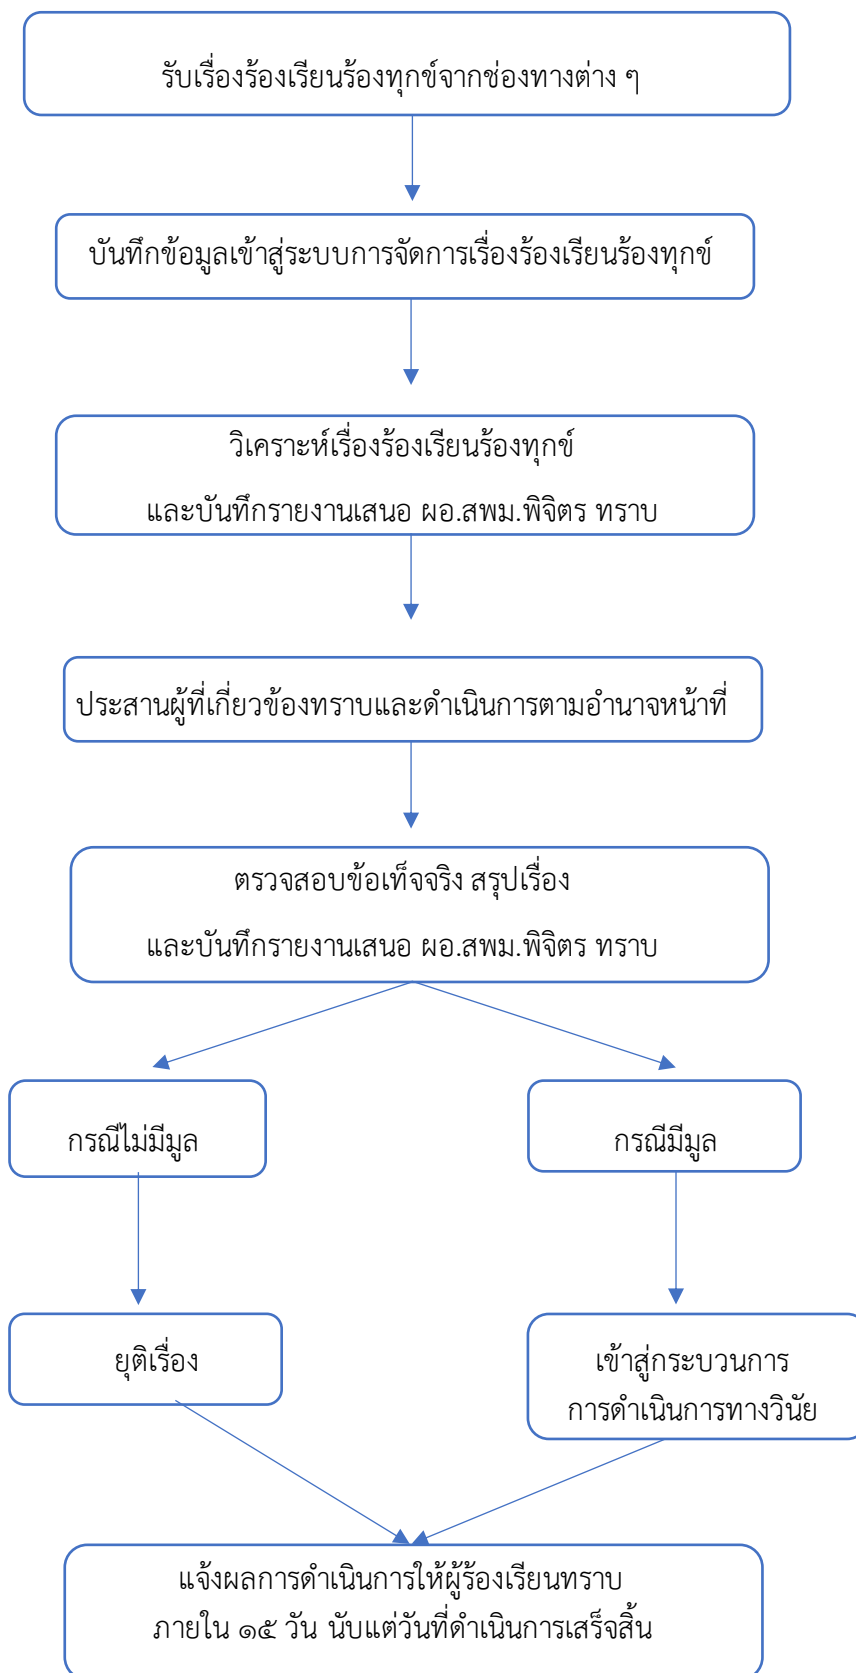 รับเรื่องร้องเรียนร้องทุกข์จากช่องทางต่าง ๆ
บันทึกข้อมูลเข้าสู่ระบบการจัดการเรื่องร้องเรียนร้องทุกข์
วิเคราะห์เรื่องร้องเรียนร้องทุกข์
และบันทึกรายงานเสนอ ผอ.สพม.พิจิตร ทราบ
ประสานผู้ที่เกี่ยวข้องทราบและดำเนินการตามอำนาจหน้าที่
ตรวจสอบข้อเท็จจริง สรุปเรื่อง
และบันทึกรายงานเสนอ ผอ.สพม.พิจิตร ทราบ
กรณีไม่มีมูล
กรณีมีมูล
ยุติเรื่อง
เข้าสู่กระบวนการ
การดำเนินการทางวินัย
แจ้งผลการดำเนินการให้ผู้ร้องเรียนทราบ
ภายใน ๑๕ วัน นับแต่วันที่ดำเนินการเสร็จสิ้น